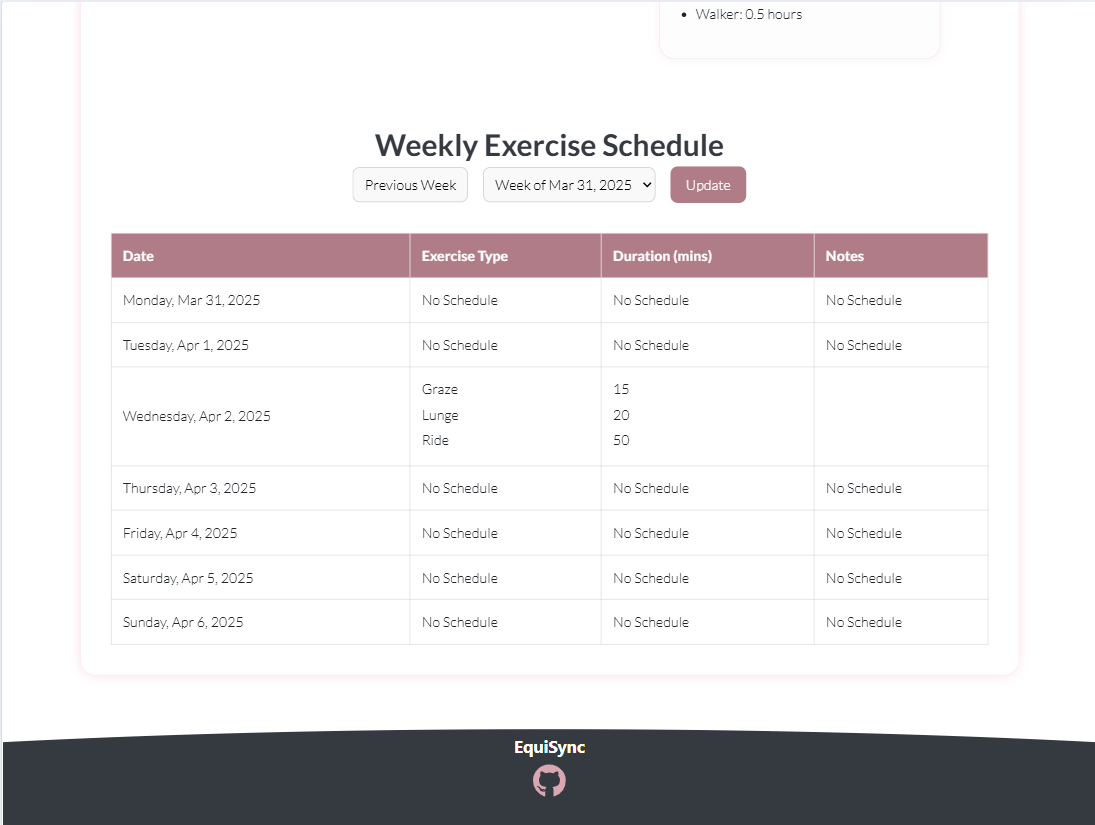 Walker: 0.5 hours
Weekly Exercise Schedule
Previous Week Week of Mar 31, 2025 Update
Date Exercise Type Duration (mins) Notes
Monday, Mar 31, 2025 No Schedule No Schedule No Schedule
Tuesday, Apr 1, 2025 No Schedule No Schedule No Schedule
Graze 15
Wednesday, Apr 2, 2025 Lunge 20
Ride 50
Thursday, Apr 3, 2025 No Schedule No Schedule No Schedule
Friday, Apr 4, 2025 No Schedule No Schedule No Schedule
Saturday, Apr 5, 2025 No Schedule No Schedule No Schedule
Sunday, Apr 6, 2025 No Schedule No Schedule No Schedule
EquiSync